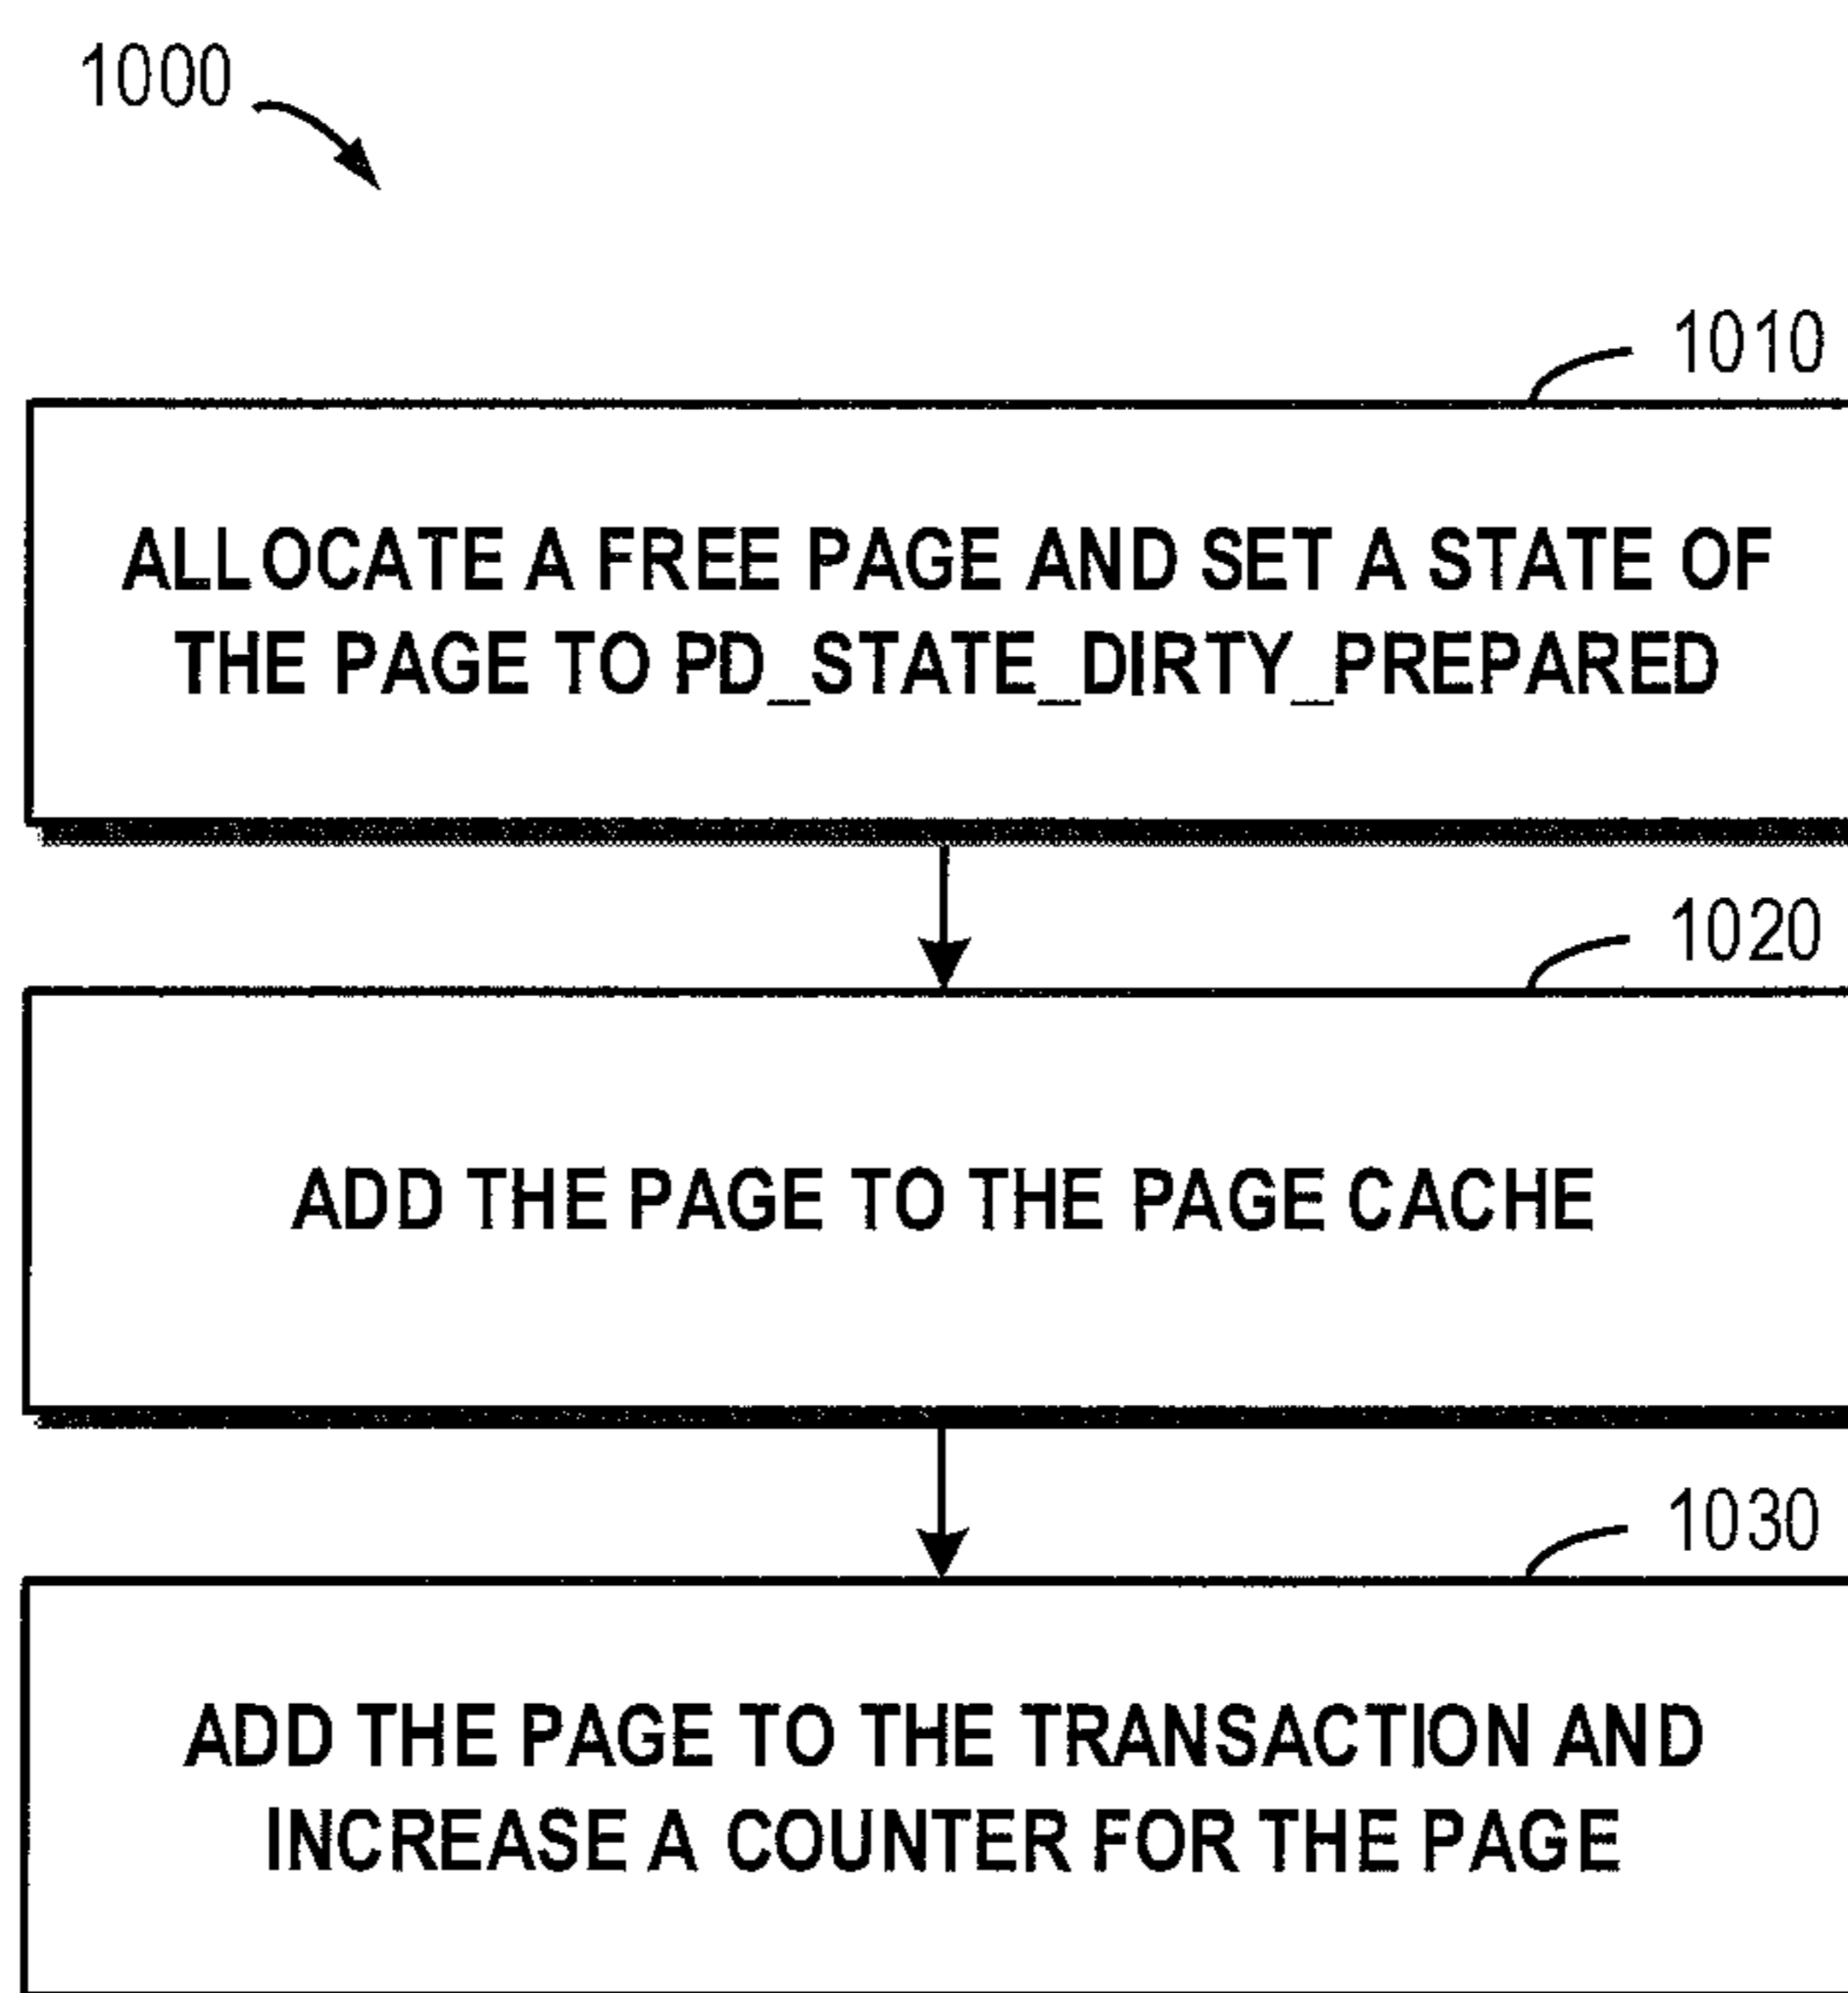 1000
1010
ALLOCATE A FREE PAGE AND SET A STATE OF
THE PAGE TO PD_STATE_DIRTY_PREPARED
1020
ADD THE PAGE TO THE PAGE CACHE
1030
ADD THE PAGE TO THE TRANSACTION AND
INCREASE A COUNTER FOR THE PAGE